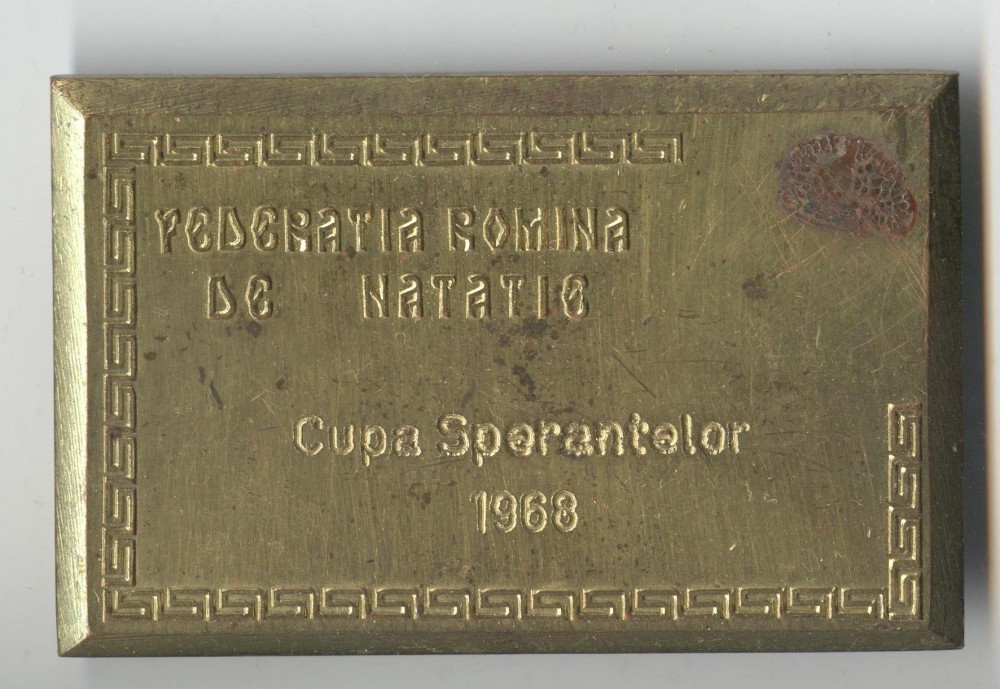 FEDERATIA ROMINA
DE NATATIE
Cupa Sperantelor
1968